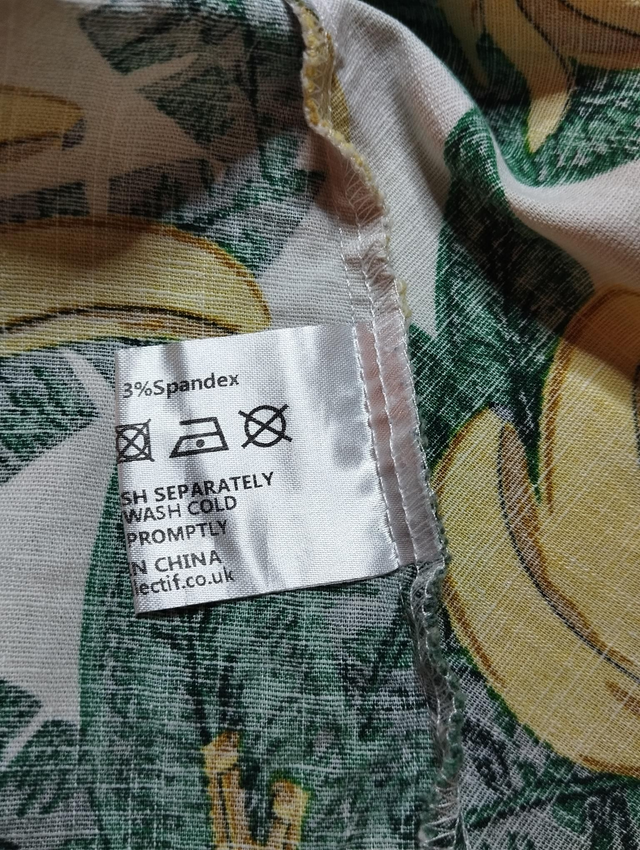 3%Spandex
SH SEPARATELY
WASH COLD
PROMPTLY
N CHINA
lectif.co.uk